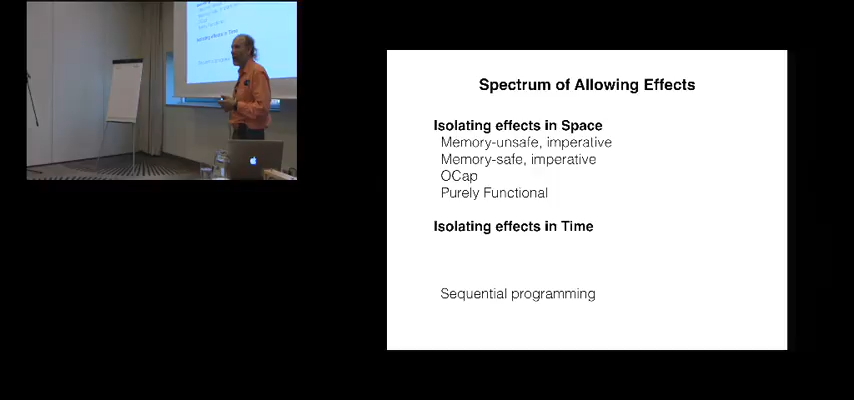 Spectrum of Allowing Effects
Isolating effects in Space
Memory-unsafe, imperative
Memory-safe, imperative
OCap
Purely Functional
Isolating effects in Time
Sequential programming